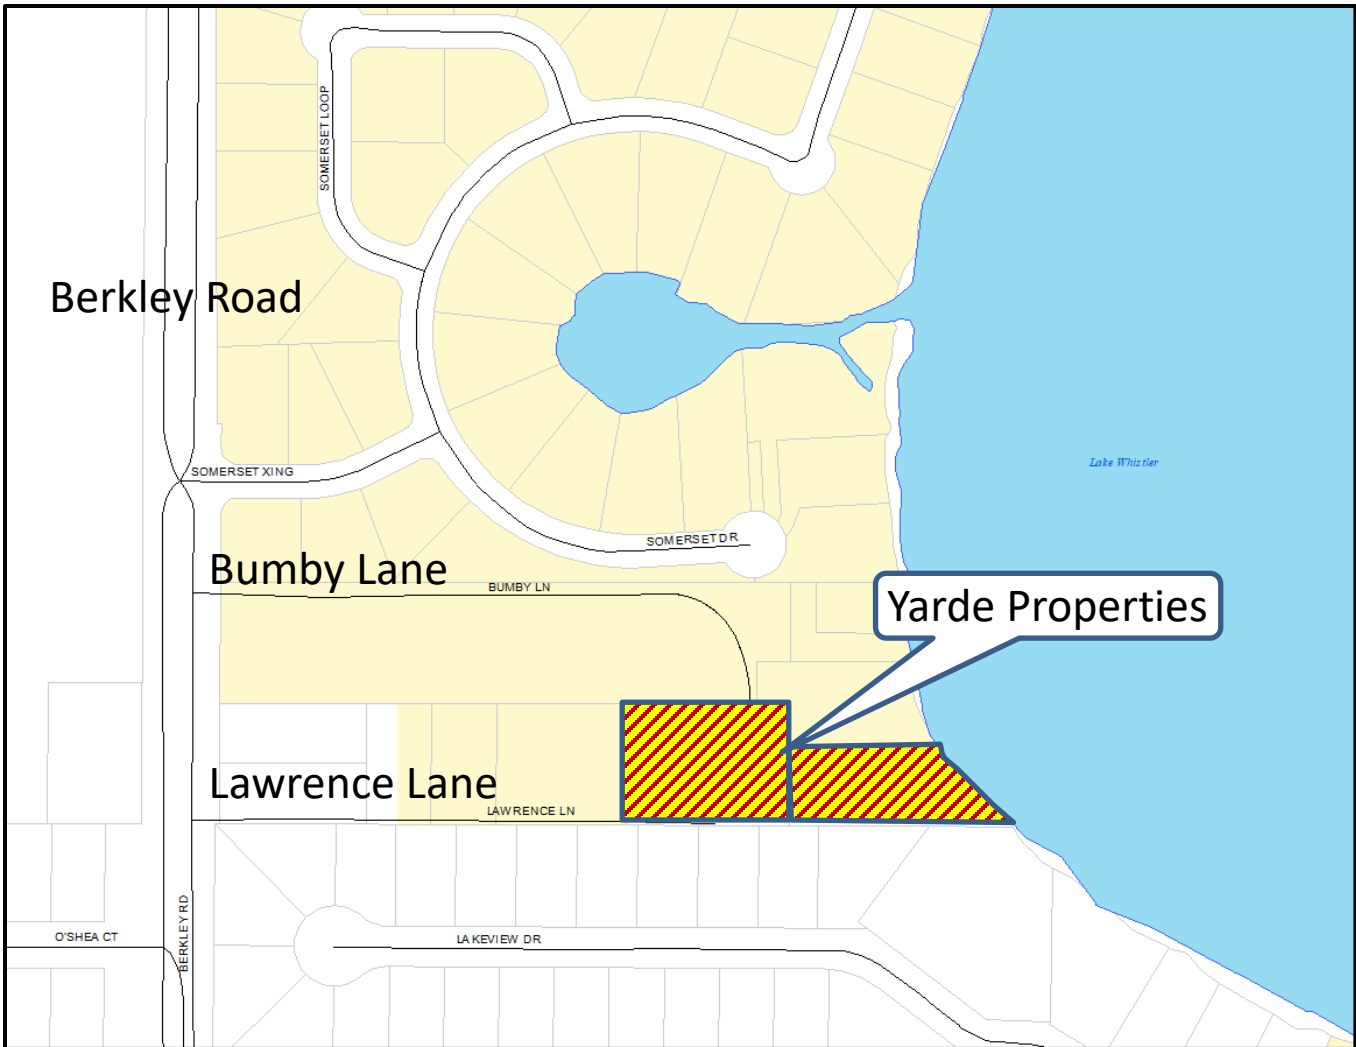 SOMERSET LOOP
Berkley Road
Lake Whistler
SOMERSET XING
SOMERSET DR
Bumby Lane
BUMBY LN
Yarde Properties
Lawrence Lane
LAWRENCE LN
BERKLEY RD
O'SHEA CT
LAKEVIEW DR